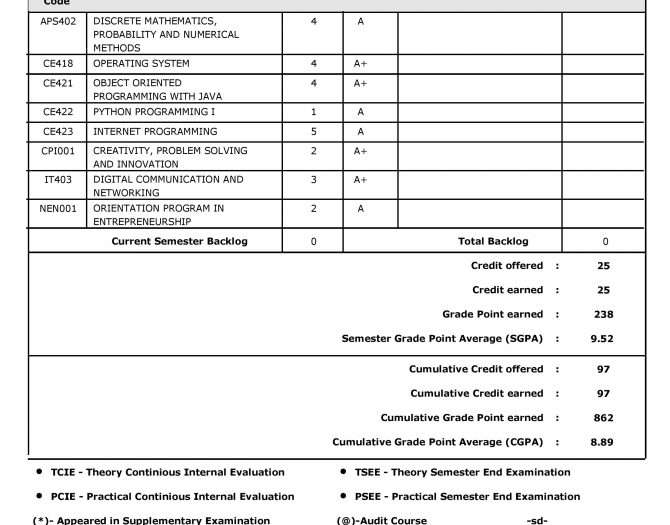 Code
APS402 DISCRETE MATHEMATICS, 4 A
PROBABILITY AND NUMERICAL
METHODS
CE418 OPERATING SYSTEM 4 A+
CE421 OBJECT ORIENTED 4 A+
PROGRAMMING WITH JAVA
CE422 PYTHON PROGRAMMING I 1 A
CE423 INTERNET PROGRAMMING 5 A
CPI001 CREATIVITY, PROBLEM SOLVING 2 A+
AND INNOVATION
IT403 DIGITAL COMMUNICATION AND 3 A+
NETWORKING
NEN001 ORIENTATION PROGRAM IN 2 A
ENTREPRENEURSHIP
Current Semester Backlog 0 Total Backlog 0
Credit offered : 25
Credit earned : 25
Grade Point earned : 238
Semester Grade Point Average (SGPA) : 9.52
Cumulative Credit offered : 97
Cumulative Credit earned : 97
Cumulative Grade Point earned : 862
Cumulative Grade Point Average (CGPA) : 8.89
• TCIE - Theory Continious Internal Evaluation • TSEE - Theory Semester End Examination
• PCIE - Practical Continious Internal Evaluation • PSEE - Practical Semester End Examination
(*)- Appeared in Supplementary Examination (@)-Audit Course -sd-